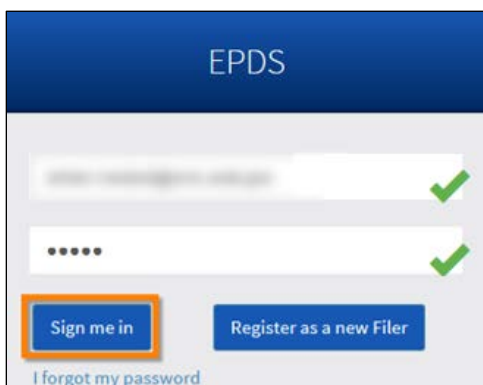 EPDS
•••••
Sign me in Register as a new Filer
I forgot my password